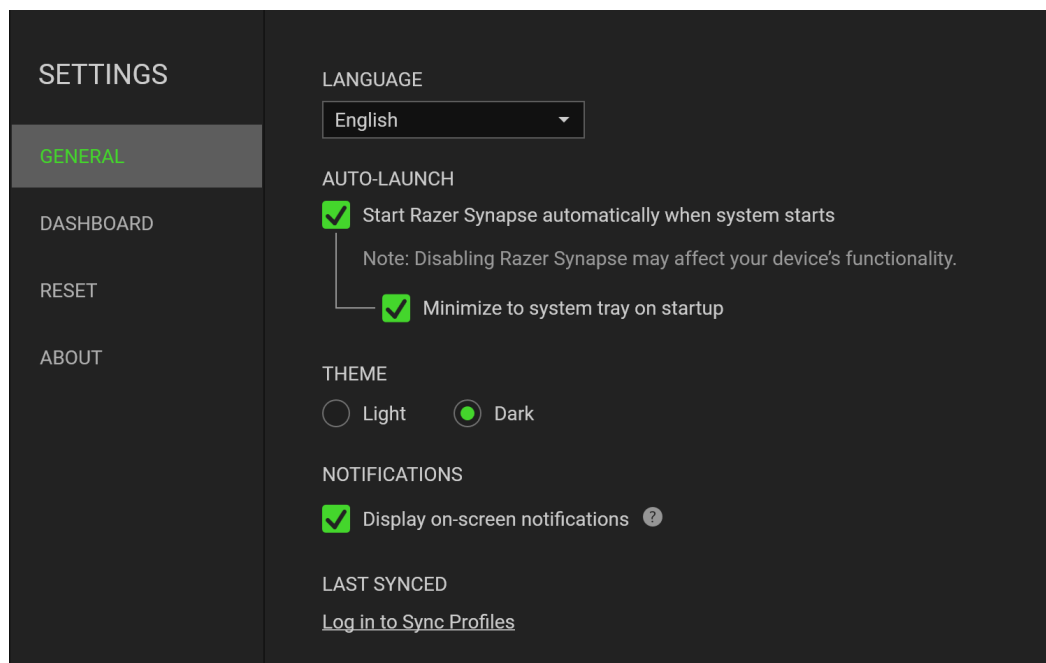 SETTINGS
GENERAL
DASHBOARD
RESET
ABOUT
LANGUAGE
English
AUTO-LAUNCH
Start Razer Synapse automatically when system starts
Note: Disabling Razer Synapse may affect your device’s functionality.
Minimize to system tray on startup
THEME
Light Dark
NOTIFICATIONS
Display on-screen notifications ?
LAST SYNCED
Log in to Sync Profiles